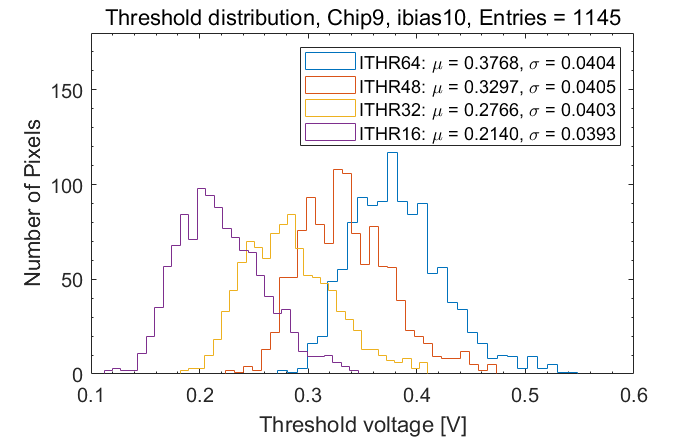 Threshold distribution, Chip9, ibias10, Entries = 1145
ITHR64: μ = 0.3768, σ = 0.0404
ITHR48: μ = 0.3297, σ = 0.0405
ITHR32: μ = 0.2766, σ = 0.0403
ITHR16: μ = 0.2140, σ = 0.0393
Number of Pixels
150
100
50
0
0.1 0.2 0.3 0.4 0.5 0.6
Threshold voltage [V]